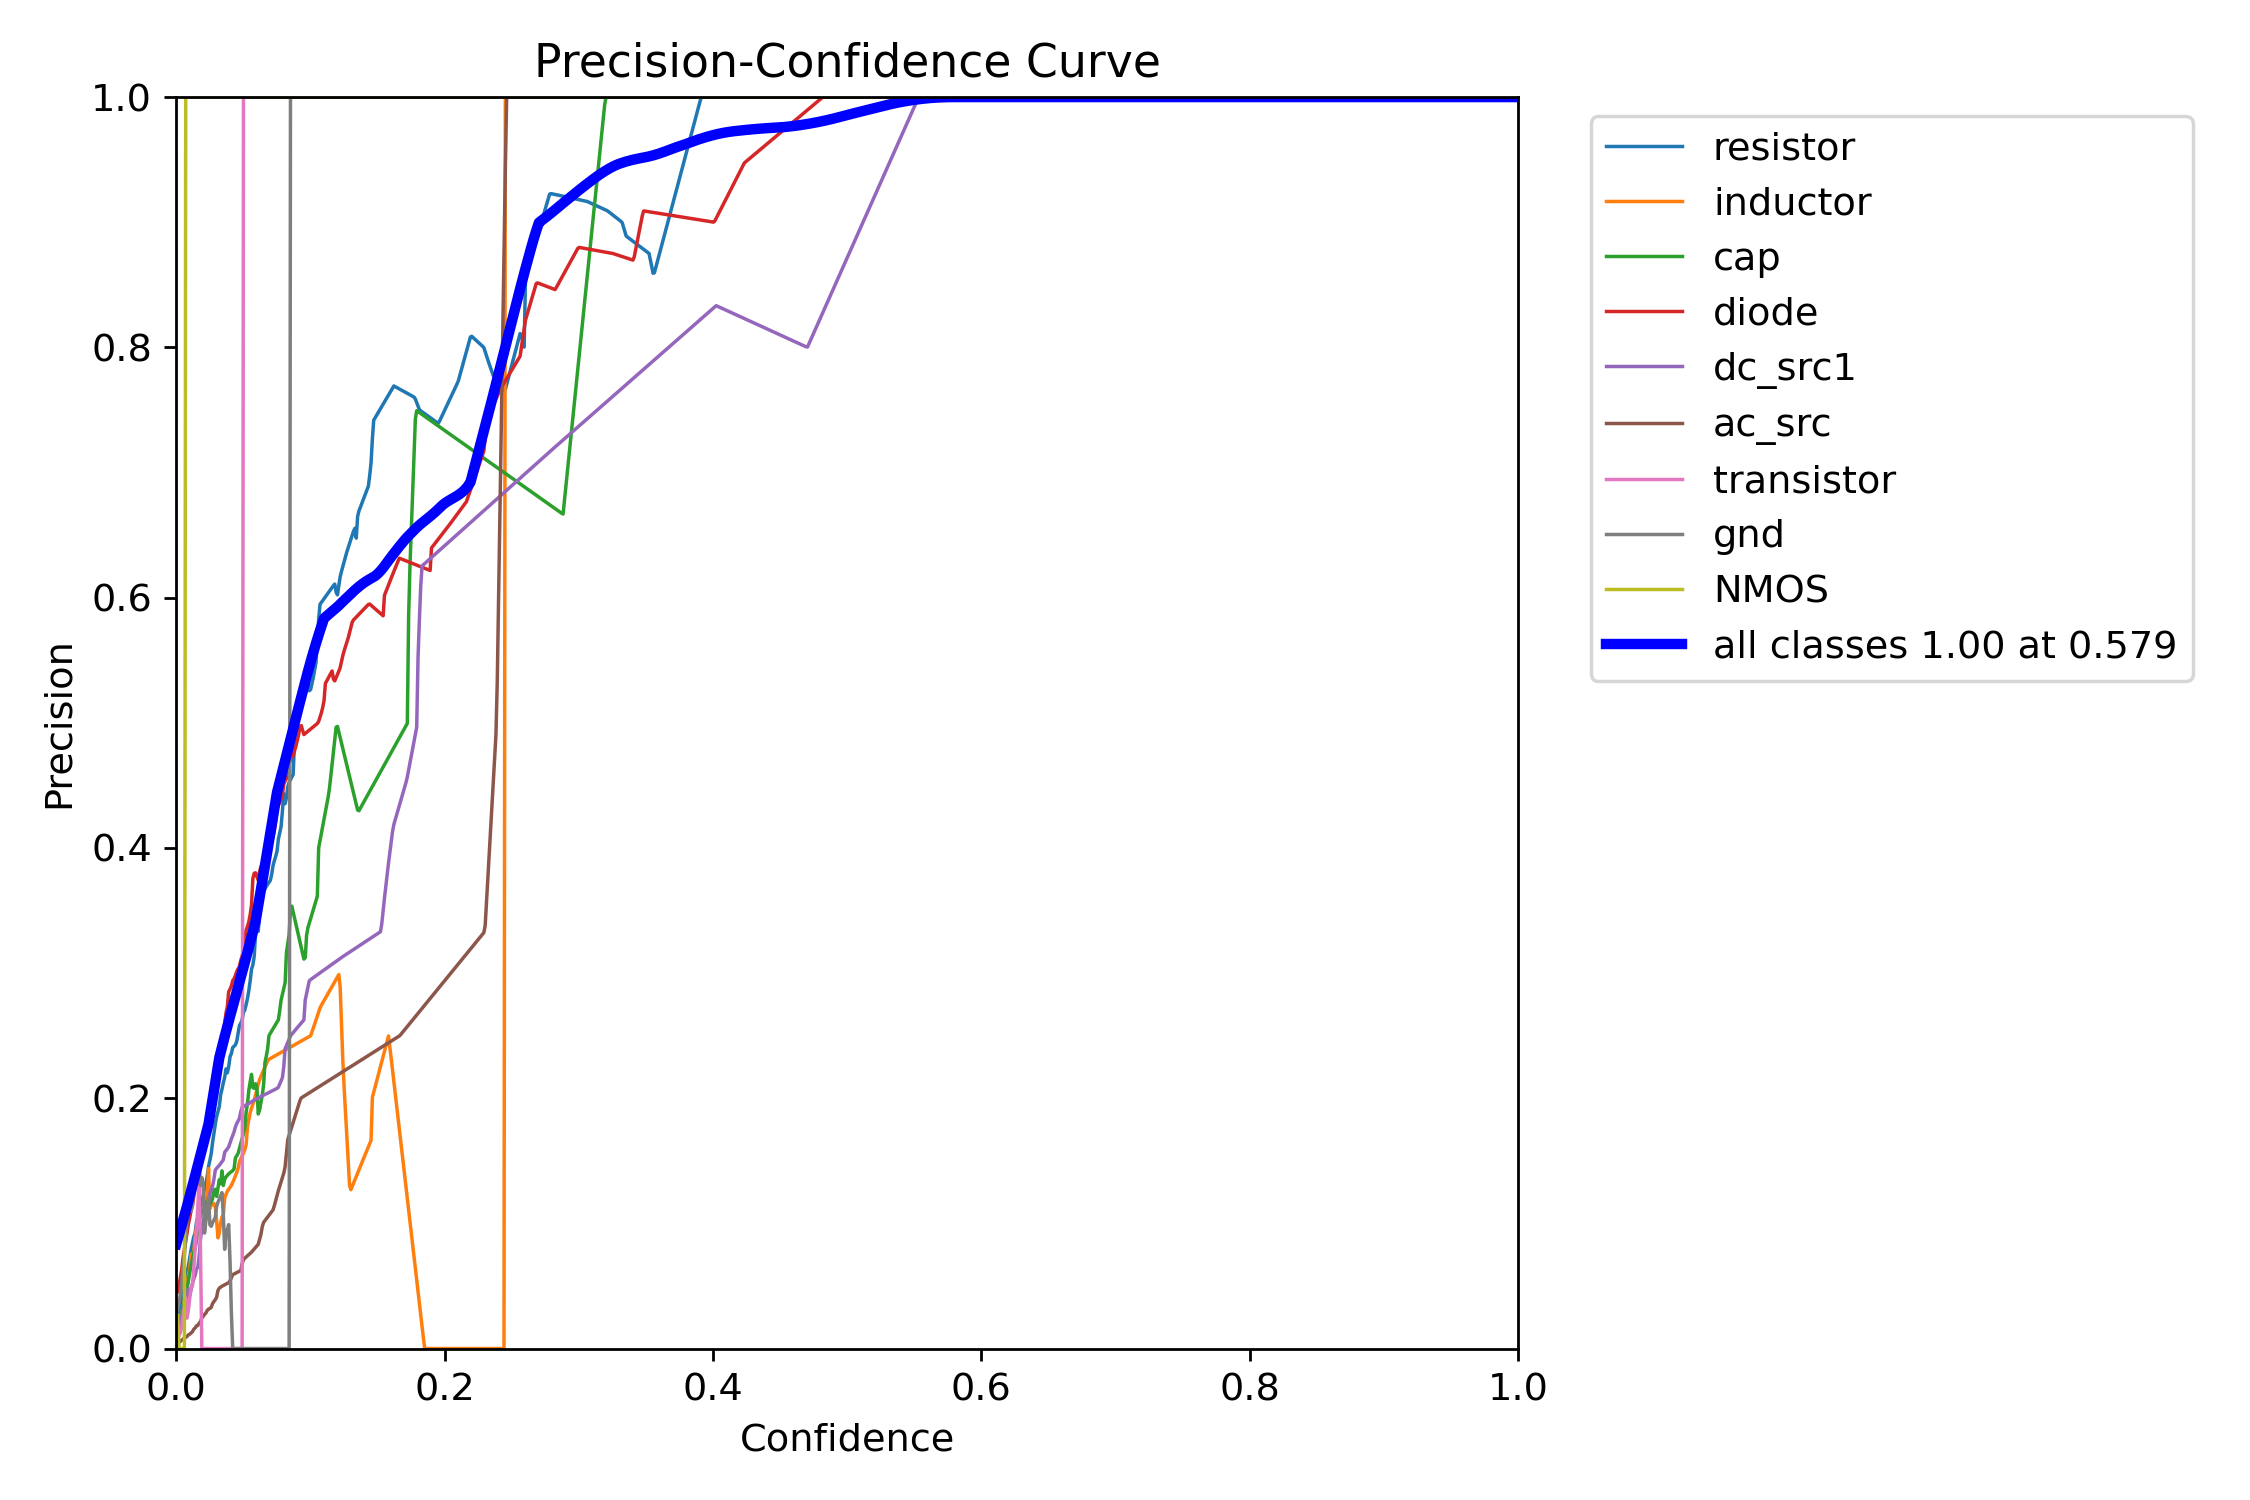 Precision-Confidence Curve
1.0
0.8
0.6
0.4
0.2
0.0
Precision
0.0 0.2 0.4 0.6 0.8 1.0
Confidence
resistor
inductor
cap
diode
dc_src1
ac_src
transistor
gnd
NMOS
all classes 1.00 at 0.579